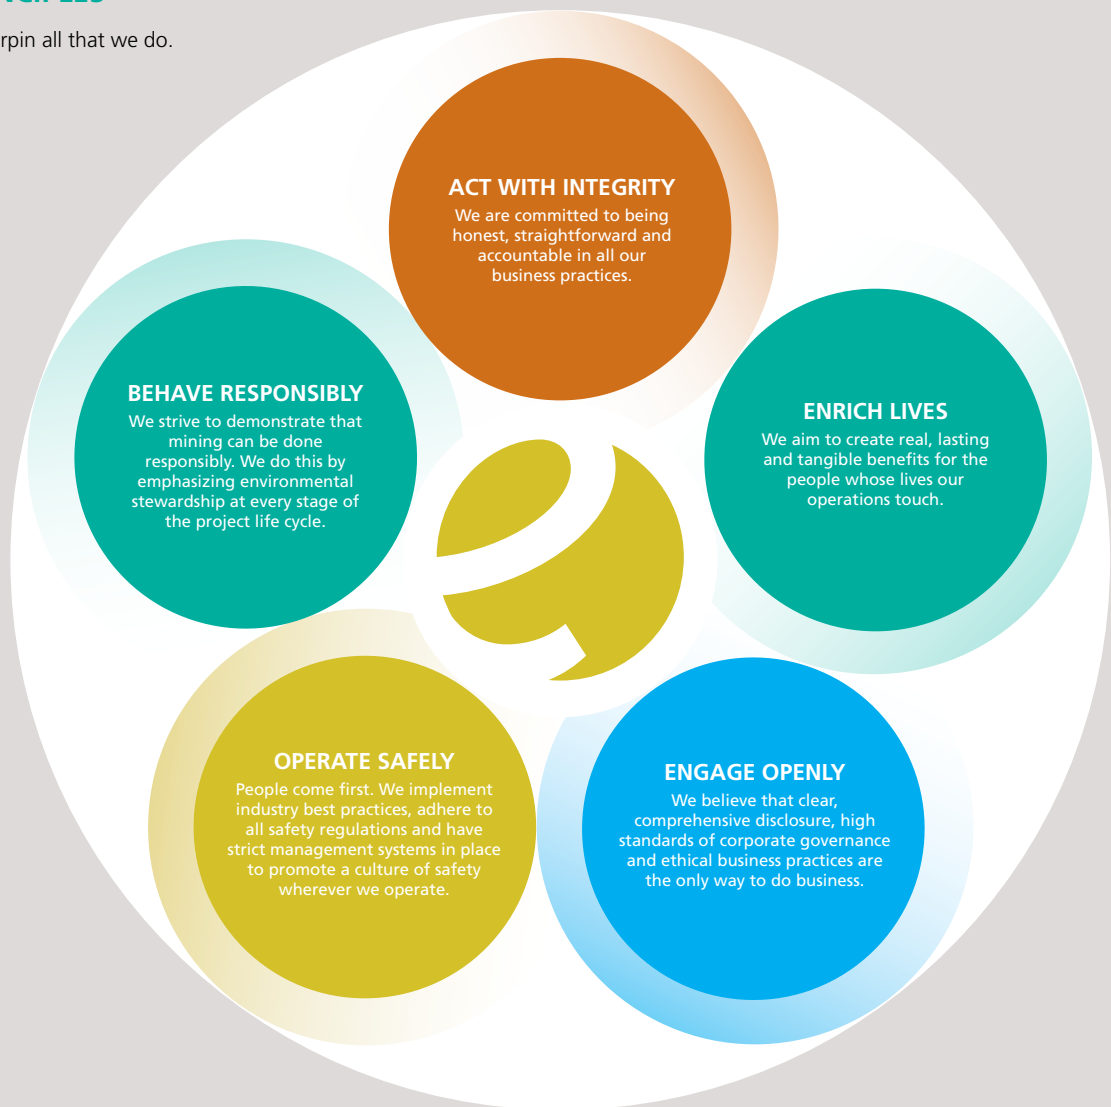 all that we do.
ACT WITH INTEGRITY
We are committed to being
honest, straightforward and
accountable in all our
business practices.
BEHAVE RESPONSIBLY
We strive to demonstrate that
mining can be done
responsibly. We do this by
emphasizing environmental
stewardship at every stage of
the project life cycle.
ENRICH LIVES
We aim to create real, lasting
and tangible benefits for the
people whose lives our
operations touch.
OPERATE SAFELY
People come first. We implement
industry best practices, adhere to
all safety regulations and have
strict management systems in place
to promote a culture of safety
wherever we operate.
ENGAGE OPENLY
We believe that clear,
comprehensive disclosure, high
standards of corporate governance
and ethical business practices are
the only way to do business.